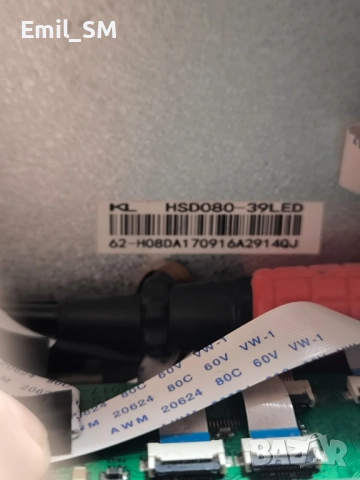 Emil_SM
KL HSD080-39LED
62-H08DA170916A2914QJ
20624 80C 60V VW-1
AWM 20624 80C 60V VW-1
AWM 20624 80C 60V VW-1
BAZAR